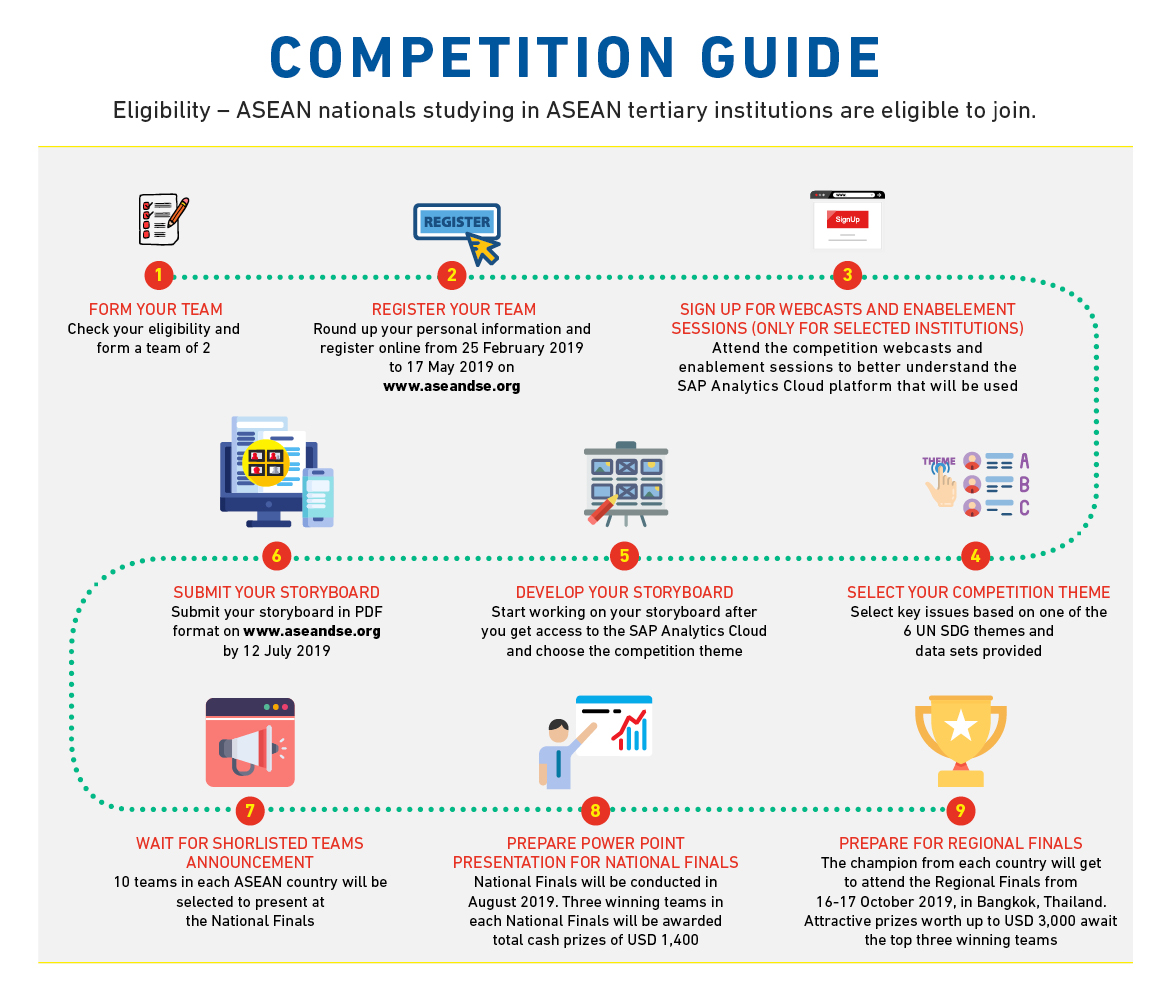 COMPETITION GUIDE
Eligibility – ASEAN nationals studying in ASEAN tertiary institutions are eligible to join.
1
FORM YOUR TEAM
Check your eligibility and
form a team of 2
REGISTER
2
REGISTER YOUR TEAM
Round up your personal information and
register online from 25 February 2019
to 17 May 2019 on
www.aseandse.org
www
SignUp
3
SIGN UP FOR WEBCASTS AND ENABELEMENT
SESSIONS (ONLY FOR SELECTED INSTITUTIONS)
Attend the competition webcasts and
enablement sessions to better understand the
SAP Analytics Cloud platform that will be used
THEME
A
B
C
4
SELECT YOUR COMPETITION THEME
Select key issues based on one of the
6 UN SDG themes and
data sets provided
5
DEVELOP YOUR STORYBOARD
Start working on your storyboard after
you get access to the SAP Analytics Cloud
and choose the competition theme
6
SUBMIT YOUR STORYBOARD
Submit your storyboard in PDF
format on www.aseandse.org
by 12 July 2019
7
WAIT FOR SHORLISTED TEAMS
ANNOUNCEMENT
10 teams in each ASEAN country will be
selected to present at
the National Finals
8
PREPARE POWER POINT
PRESENTATION FOR NATIONAL FINALS
National Finals will be conducted in
August 2019. Three winning teams in
each National Finals will be awarded
total cash prizes of USD 1,400
9
PREPARE FOR REGIONAL FINALS
The champion from each country will get
to attend the Regional Finals from
16-17 October 2019, in Bangkok, Thailand.
Attractive prizes worth up to USD 3,000 await
the top three winning teams